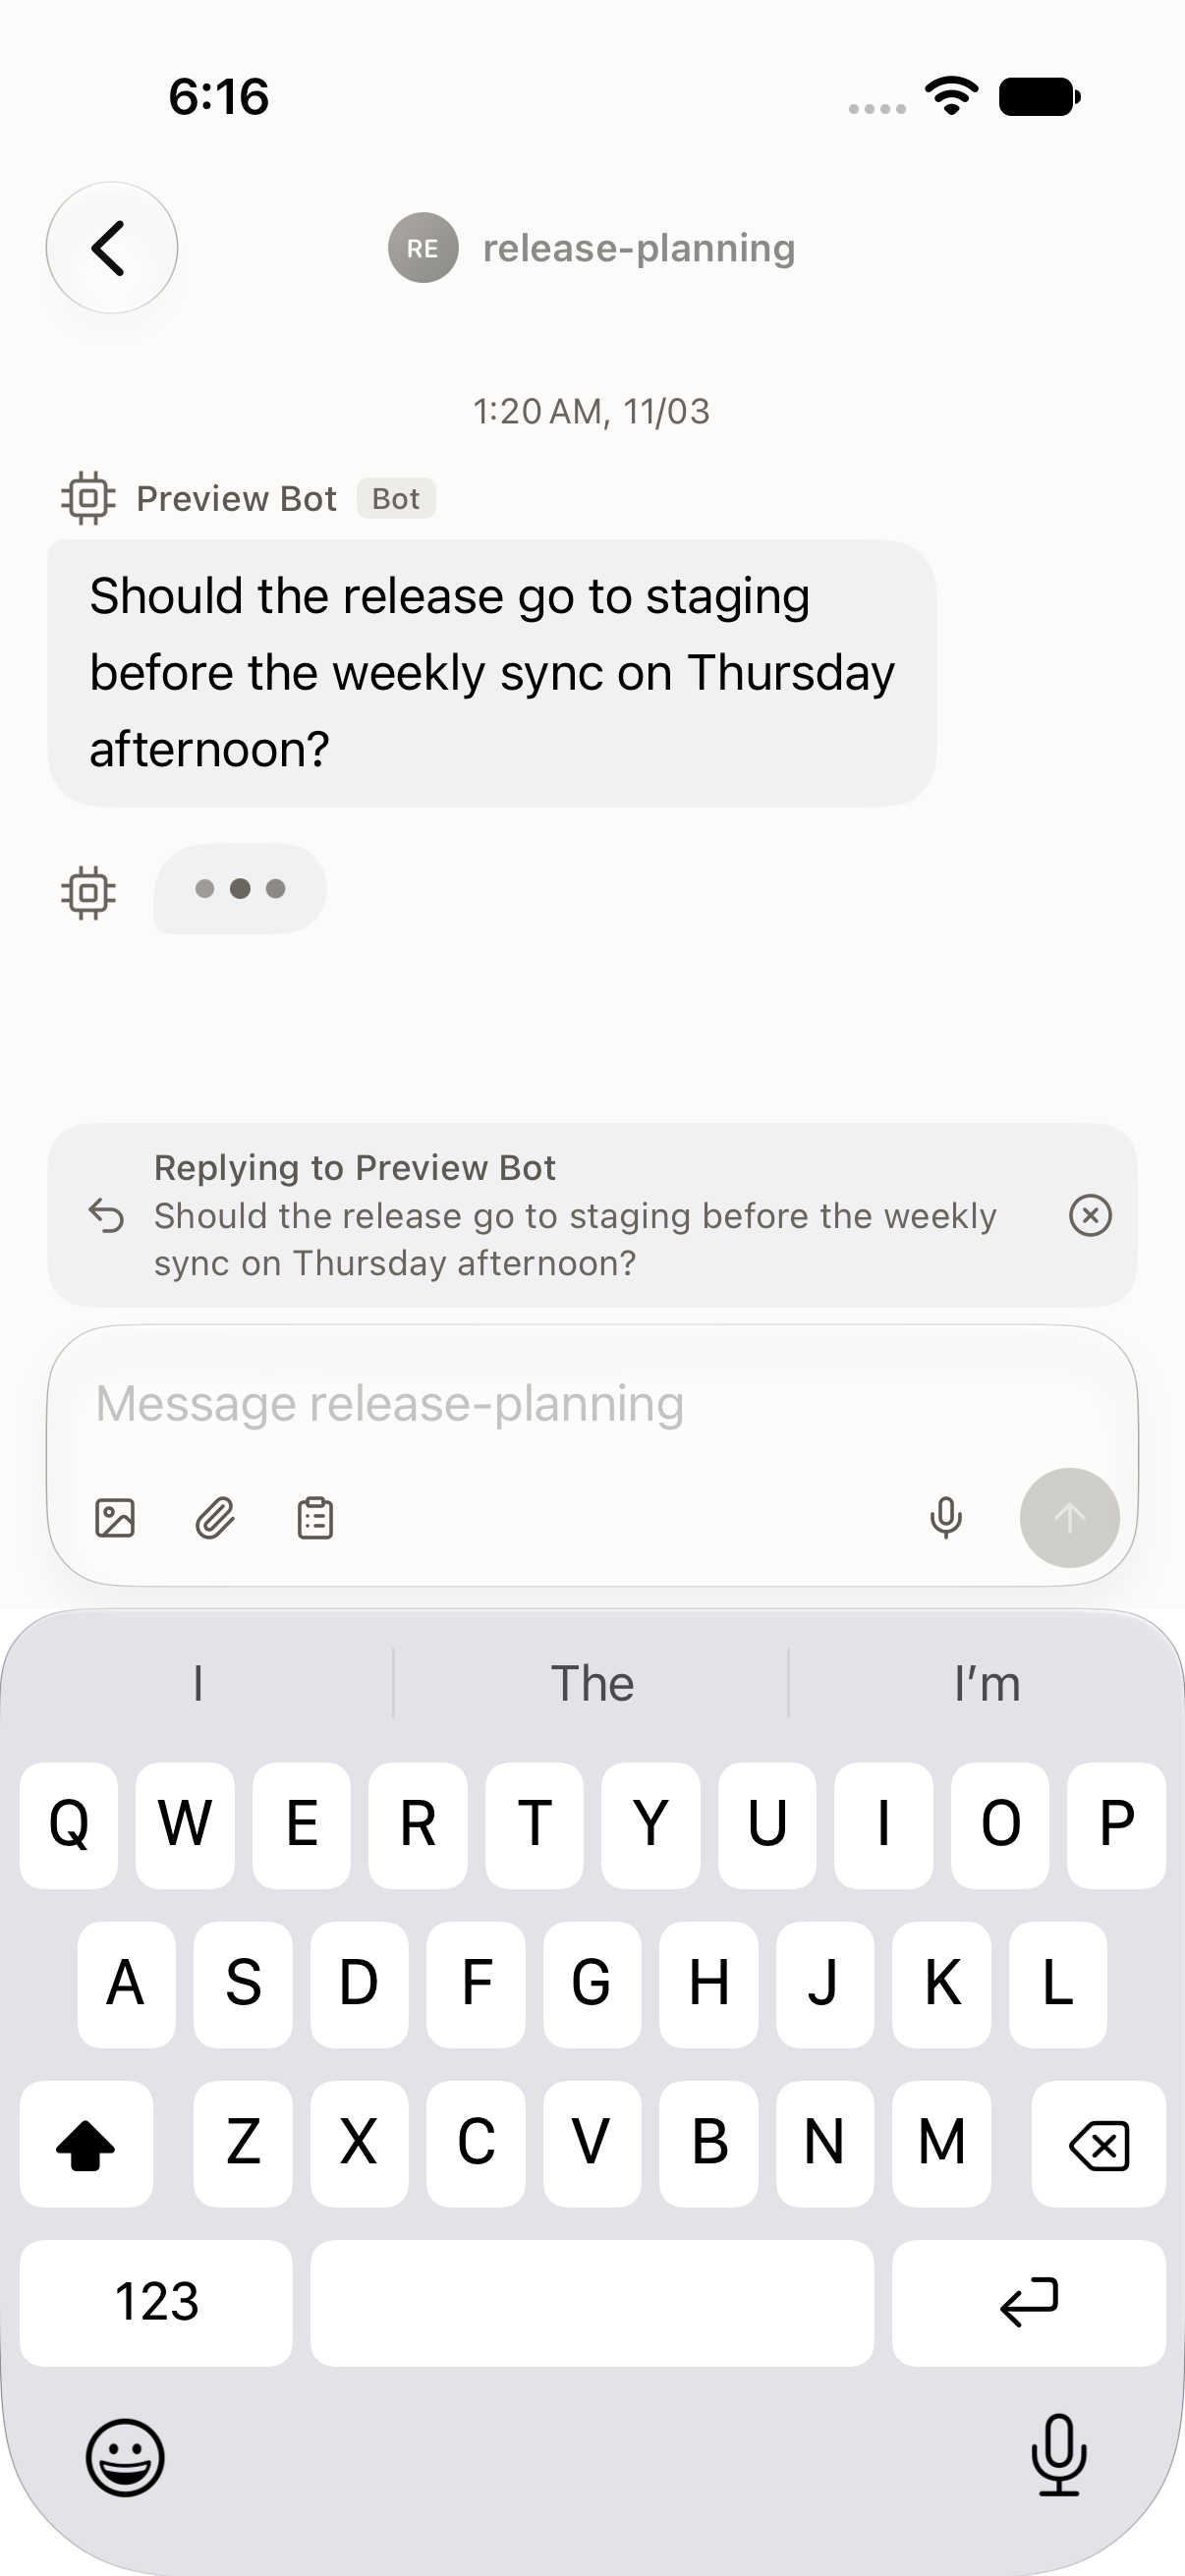 6:16
RE release-planning
1:20 AM, 11/03
Preview Bot Bot
Should the release go to staging
before the weekly sync on Thursday
afternoon?
Replying to Preview Bot
Should the release go to staging before the weekly
sync on Thursday afternoon?
Message release-planning
I The I’m
Q W E R T Y U I O P
A S D F G H J K L
Z X C V B N M
123